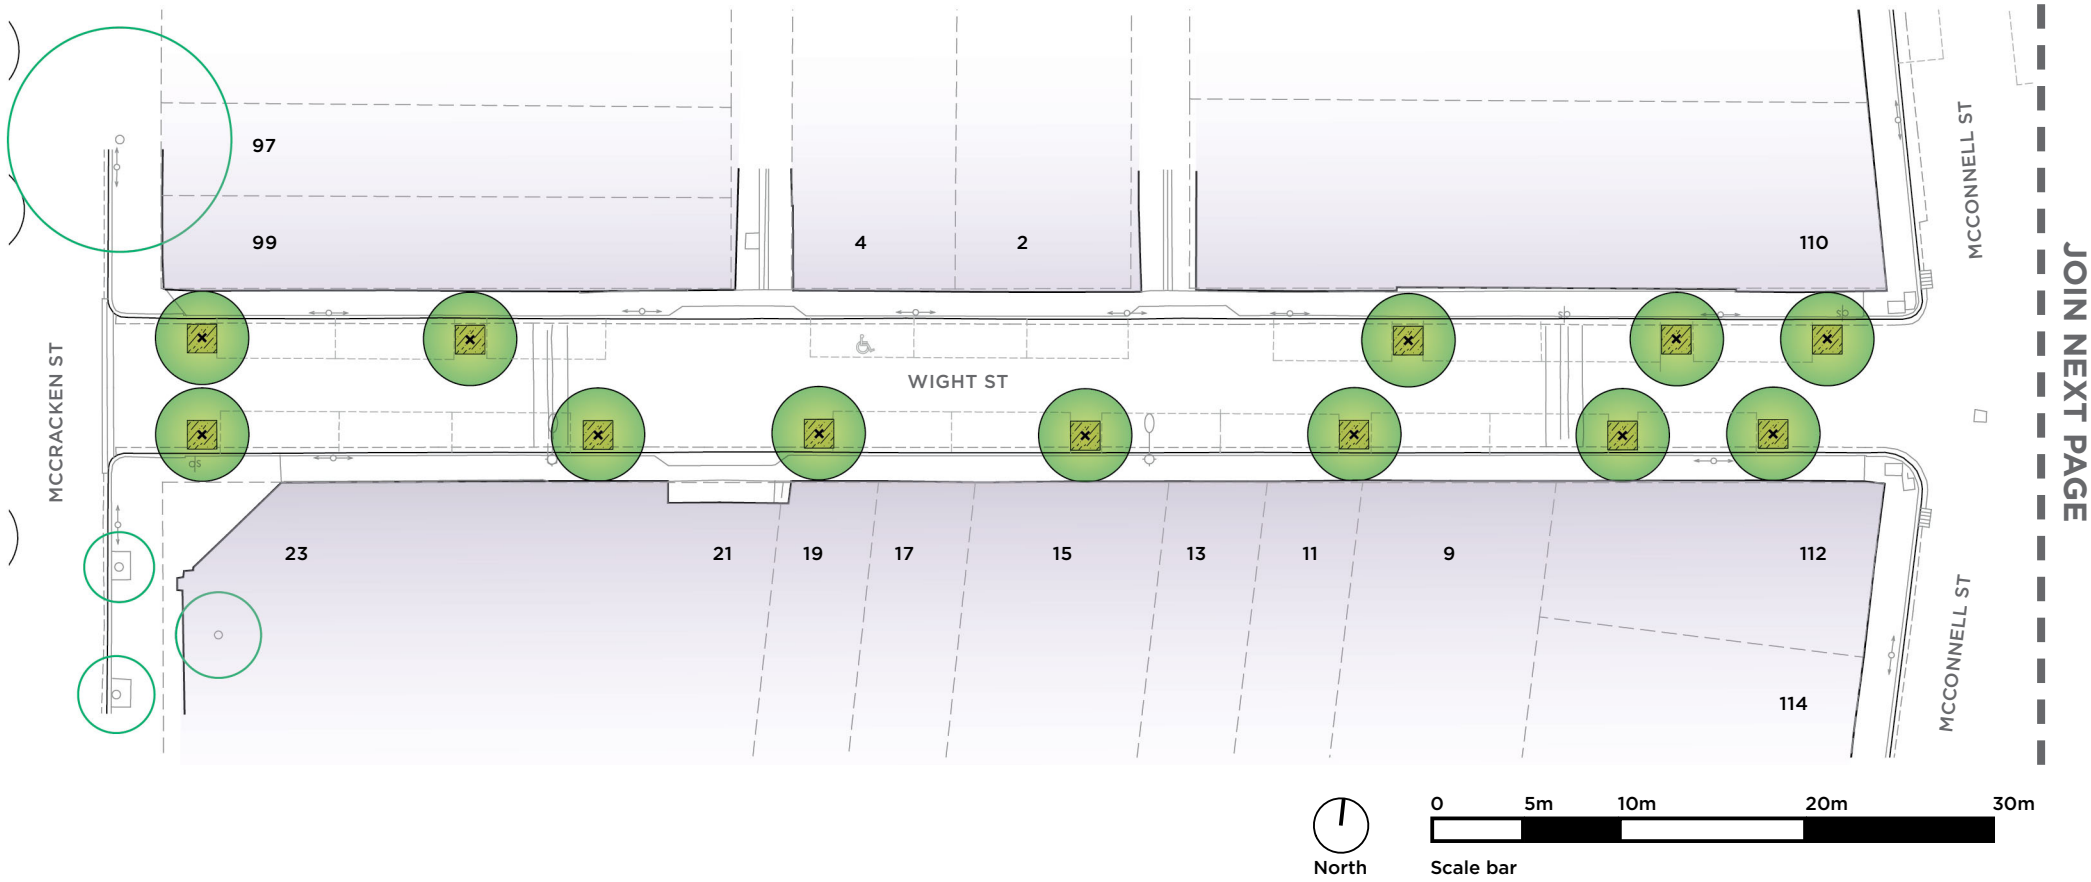 97
99
4
2
110
MCCONNELL ST
JOIN NEXT PAGE
MCCRACKEN ST
WIGHT ST
23
21
19
17
15
13
11
9
112
114
MCCONNELL ST
0 5m 10m 20m 30m
North
Scale bar